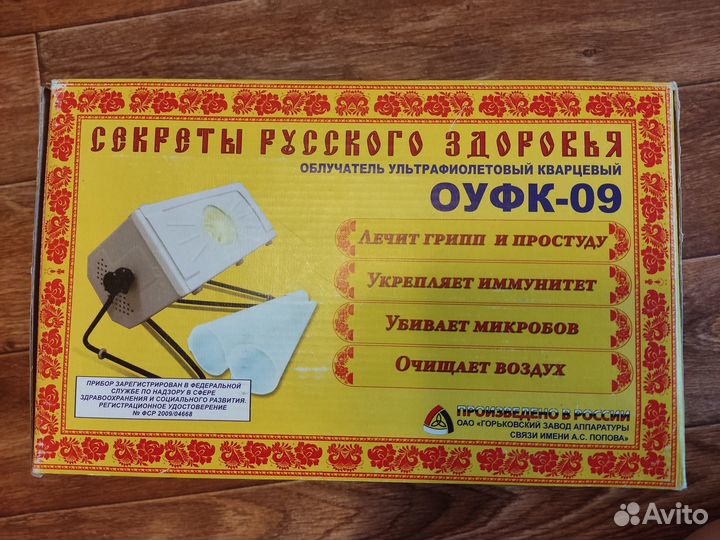 СЕКРЕТЫ РУССКОГО ЗДОРОВЬЯ
ОБЛУЧАТЕЛЬ УЛЬТРАФИОЛЕТОВЫЙ КВАРЦЕВЫЙ
ОУФК-09
ЛЕЧИТ ГРИПП И ПРОСТУДУ
УКРЕПЛЯЕТ ИММУНИТЕТ
УБИВАЕТ МИКРОБОВ
ОЧИЩАЕТ ВОЗДУХ
ПРИБОР ЗАРЕГИСТРИРОВАН В ФЕДЕРАЛЬНОЙ
СЛУЖБЕ ПО НАДЗОРУ В СФЕРЕ
ЗДРАВООХРАНЕНИЯ И СОЦИАЛЬНОГО РАЗВИТИЯ.
РЕГИСТРАЦИОННОЕ УДОСТОВЕРЕНИЕ
№ ФСР 2009/04668
ПРОИЗВЕДЕНО В РОССИИ
ОАО «ГОРЬКОВСКИЙ ЗАВОД АППАРАТУРЫ
СВЯЗИ ИМЕНИ А.С. ПОПОВА»
Avito